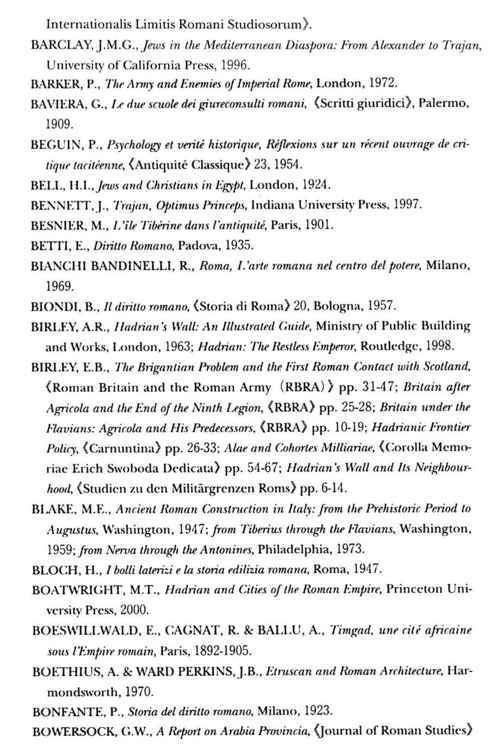 Internationalis Limitis Romani Studiosorum》.
BARCLAY, J.M.G., Jews in the Mediterranean Diaspora: From Alexander to Trajan,
University of California Press, 1996.
BARKER, P., The Army and Enemies of Imperial Rome, London, 1972.
BAVIERA, G., Le due scuole dei giureconsulti romani, 《Scritti giuridici》, Palermo,
1909.
BEGUIN, P., Psychology et verité historique, Réflexions sur un récent ouvrage de cri-
tique tacitéenne, 《Antiquité Classique》 23, 1954.
BELL, H.I., Jews and Christians in Egypt, London, 1924.
BENNETT, J., Trajan, Optimus Princeps, Indiana University Press, 1997.
BESNIER, M., L'île Tibérine dans l'antiquité, Paris, 1901.
BETTI, E., Diritto Romano, Padova, 1935.
BIANCHI BANDINELLI, R., Roma, L'arte romana nel centro del potere, Milano,
1969.
BIONDI, B., Il diritto romano, 《Storia di Roma》 20, Bologna, 1957.
BIRLEY, A.R., Hadrian's Wall: An Illustrated Guide, Ministry of Public Building
and Works, London, 1963; Hadrian: The Restless Emperor, Routledge, 1998.
BIRLEY, E.B., The Brigantian Problem and the First Roman Contact with Scotland,
《Roman Britain and the Roman Army（RBRA）》 pp. 31-47; Britain after
Agricola and the End of the Ninth Legion, 《RBRA》 pp. 25-28; Britain under the
Flavians: Agricola and His Predecessors, 《RBRA》 pp. 10-19; Hadrianic Frontier
Policy, 《Carnuntina》 pp. 26-33; Alae and Cohortes Milliariae, 《Corolla Memo-
riae Erich Swoboda Dedicata》 pp. 54-67; Hadrian's Wall and Its Neighbour-
hood, 《Studien zu den Militärgrenzen Roms》 pp. 6-14.
BLAKE, M.E., Ancient Roman Construction in Italy: from the Prehistoric Period to
Augustus, Washington, 1947; from Tiberius through the Flavians, Washington,
1959; from Nerva through the Antonines, Philadelphia, 1973.
BLOCH, H., I bolli laterizi e la storia edilizia romana, Roma, 1947.
BOATWRIGHT, M.T., Hadrian and Cities of the Roman Empire, Princeton Uni-
versity Press, 2000.
BOESWILLWALD, E., CAGNAT, R. & BALLU, A., Timgad, une cité africaine
sous l'Empire romain, Paris, 1892-1905.
BOETHIUS, A. & WARD PERKINS, J.B., Etruscan and Roman Architecture, Har-
mondsworth, 1970.
BONFANTE, P., Storia del diritto romano, Milano, 1923.
BOWERSOCK, G.W., A Report on Arabia Provincia, 《Journal of Roman Studies》